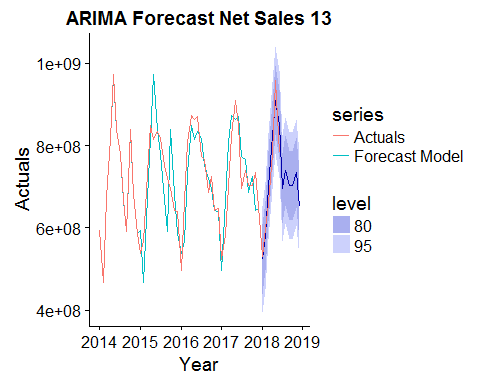 ARIMA Forecast Net Sales 13
1e+09
8e+08
6e+08
4e+08
Actuals
2014 2015 2016 2017 2018 2019
Year
series
Actuals
Forecast Model
level
80
95